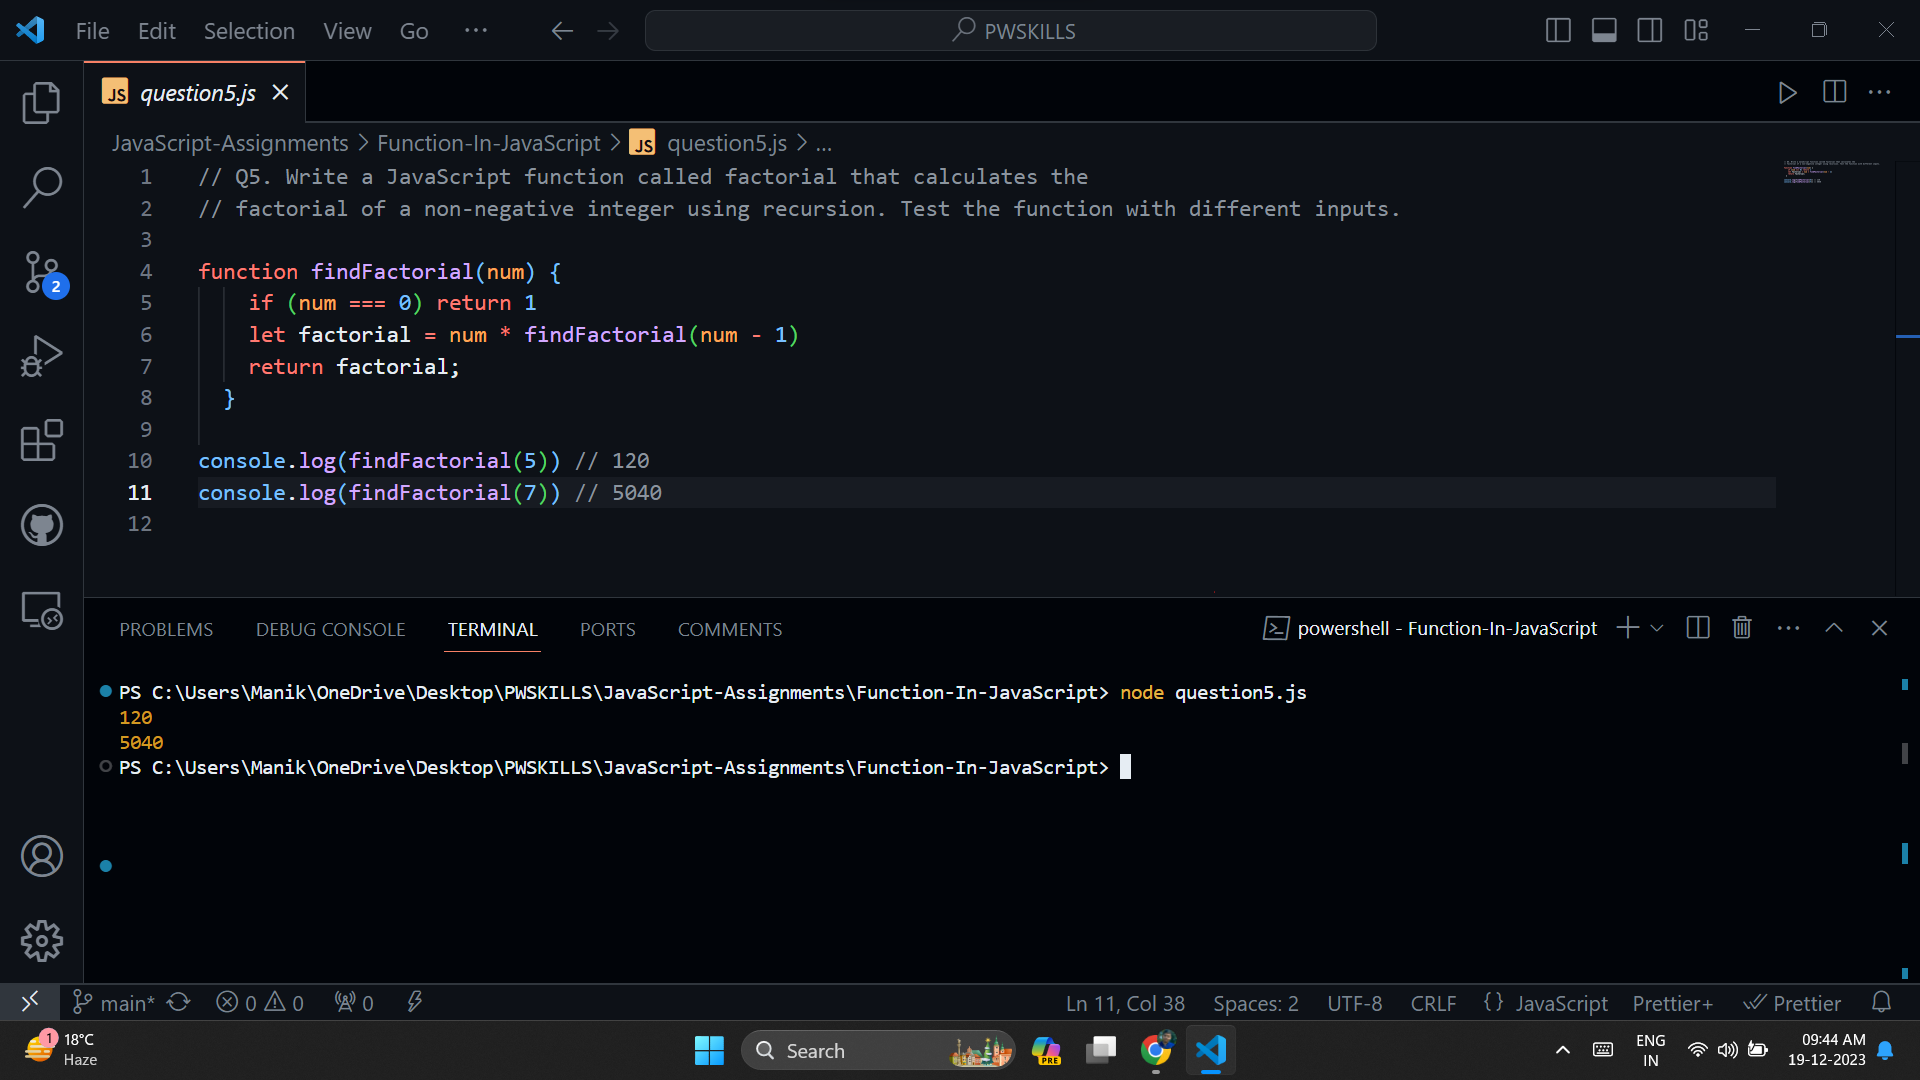 File Edit Selection View Go ···
PWSKILLS
JS question5.js
JavaScript-Assignments > Function-In-JavaScript > JS question5.js > ...
1 // Q5. Write a JavaScript function called factorial that calculates the
2 // factorial of a non-negative integer using recursion. Test the function with different inputs.
3
4 function findFactorial(num) {
5 if (num === 0) return 1
6 let factorial = num * findFactorial(num - 1)
7 return factorial;
8 }
9
10 console.log(findFactorial(5)) // 120
11 console.log(findFactorial(7)) // 5040
12
2
PROBLEMS DEBUG CONSOLE TERMINAL PORTS COMMENTS
powershell - Function-In-JavaScript
PS C:\Users\Manik\OneDrive\Desktop\PWSKILLS\JavaScript-Assignments\Function-In-JavaScript> node question5.js
120
5040
PS C:\Users\Manik\OneDrive\Desktop\PWSKILLS\JavaScript-Assignments\Function-In-JavaScript>
main* 0 0 0 Ln 11, Col 38 Spaces: 2 UTF-8 CRLF {} JavaScript Prettier+ Prettier
1 18°C
Haze
Search
PRE
ENG
IN
09:44 AM
19-12-2023